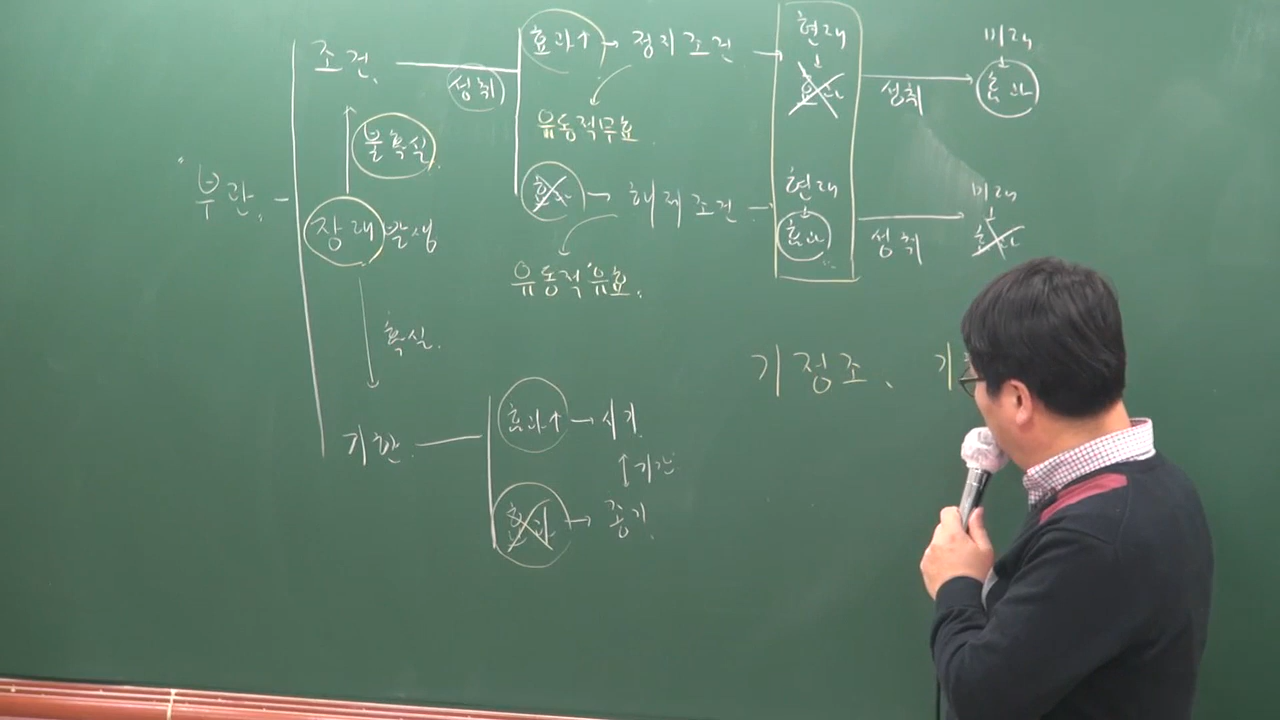 부관.
조건.
불확실.
장래 발생
확실.
기한.
성취
효과↑ → 정지조건 →
유동적무효.
효과 → 해제조건 →
유동적 유효.
현재
↓
효과
성취
미래
↓
효과
현재
↓
효과
성취
미래
↓
효과
효과↑ → 시기.
↕ 기간
효과 → 종기.
기정조、